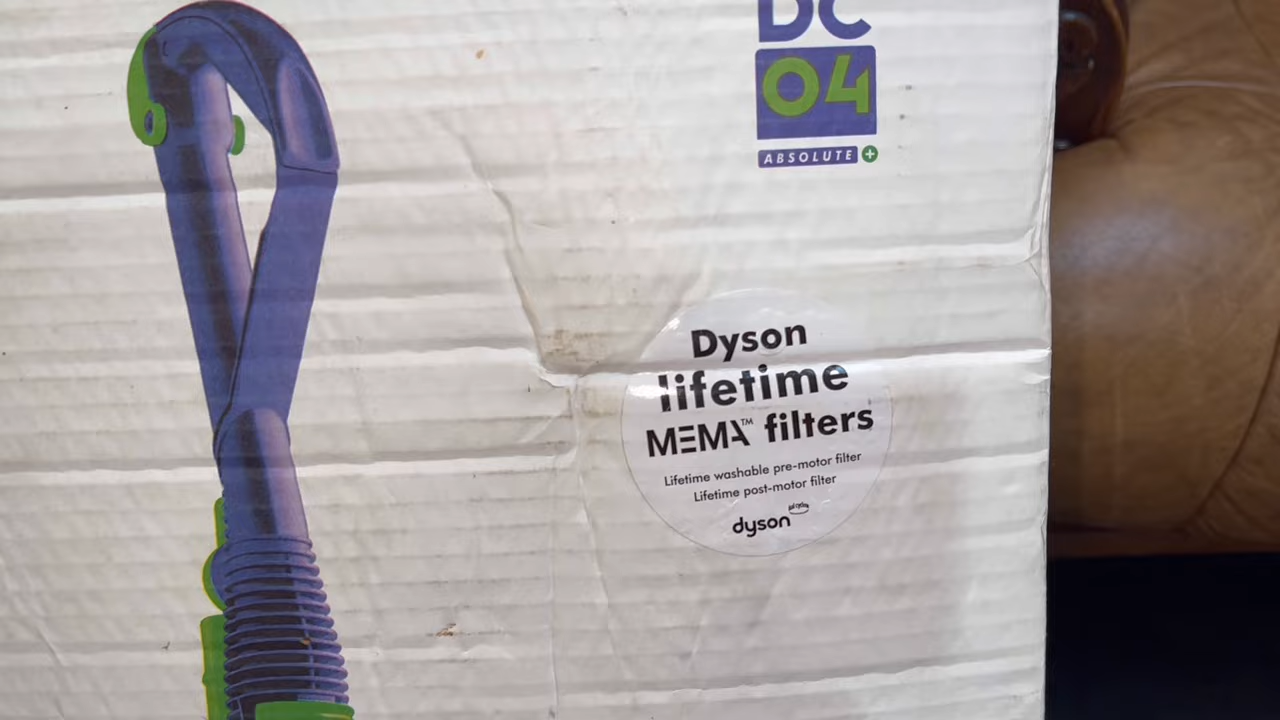 DC
04
ABSOLUTE +
Dyson
lifetime
MEMA™ filters
Lifetime washable pre-motor filter
Lifetime post-motor filter
dyson